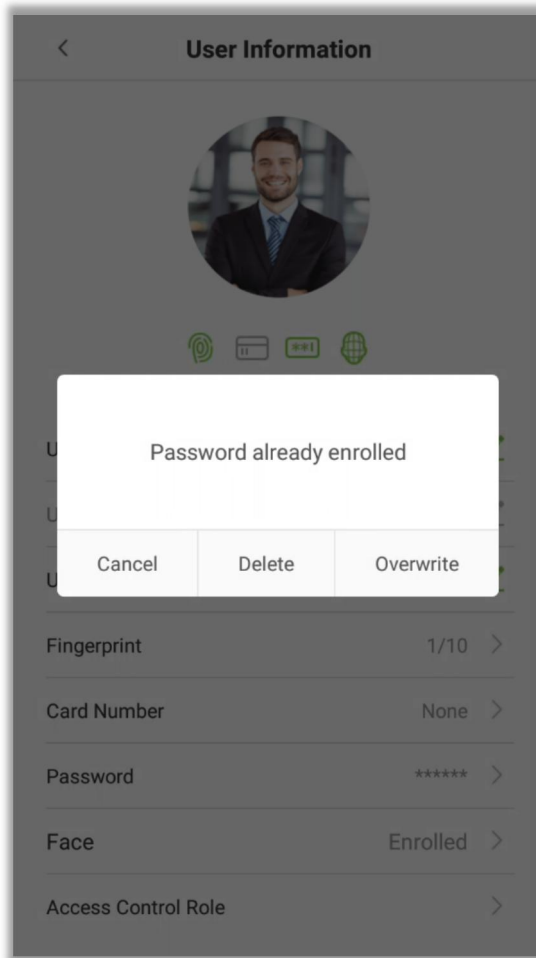 User Information
**1
U
Password already enrolled
U
Cancel Delete Overwrite
U
Fingerprint 1/10
Card Number None
Password ******
Face Enrolled
Access Control Role